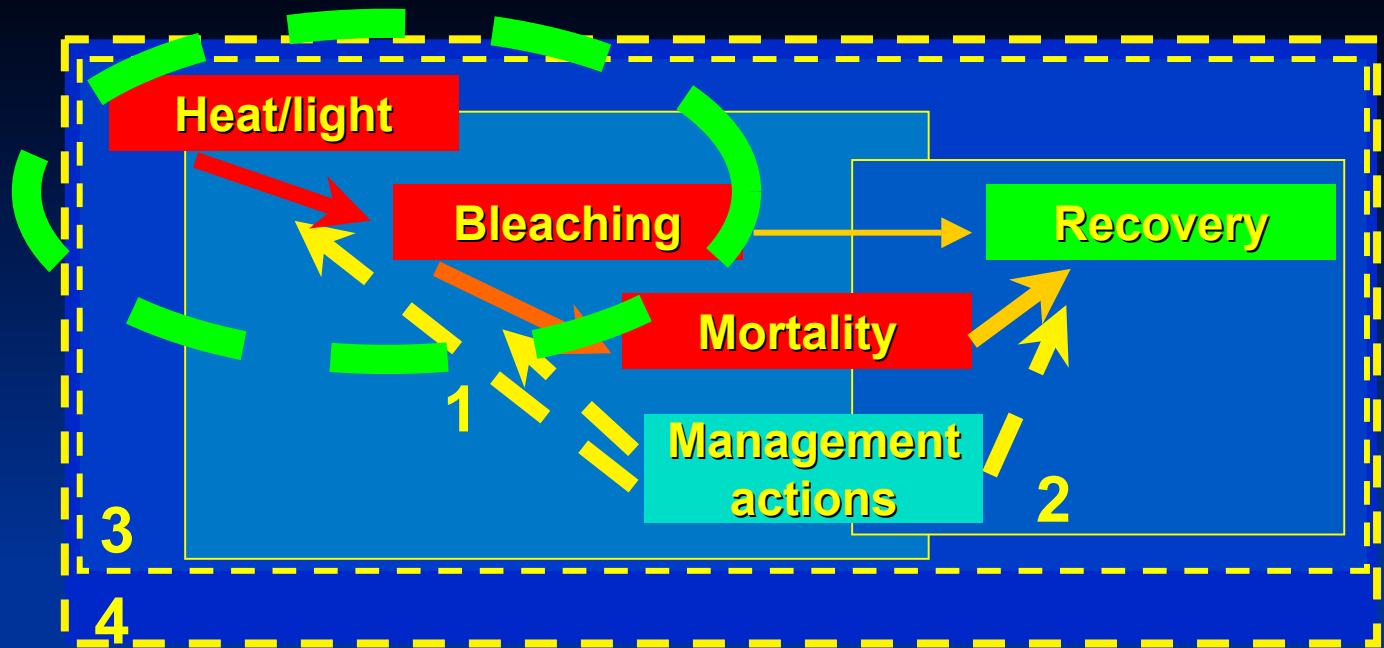 Heat/light
Bleaching
Recovery
Mortality
1
Management
actions
2
3
4